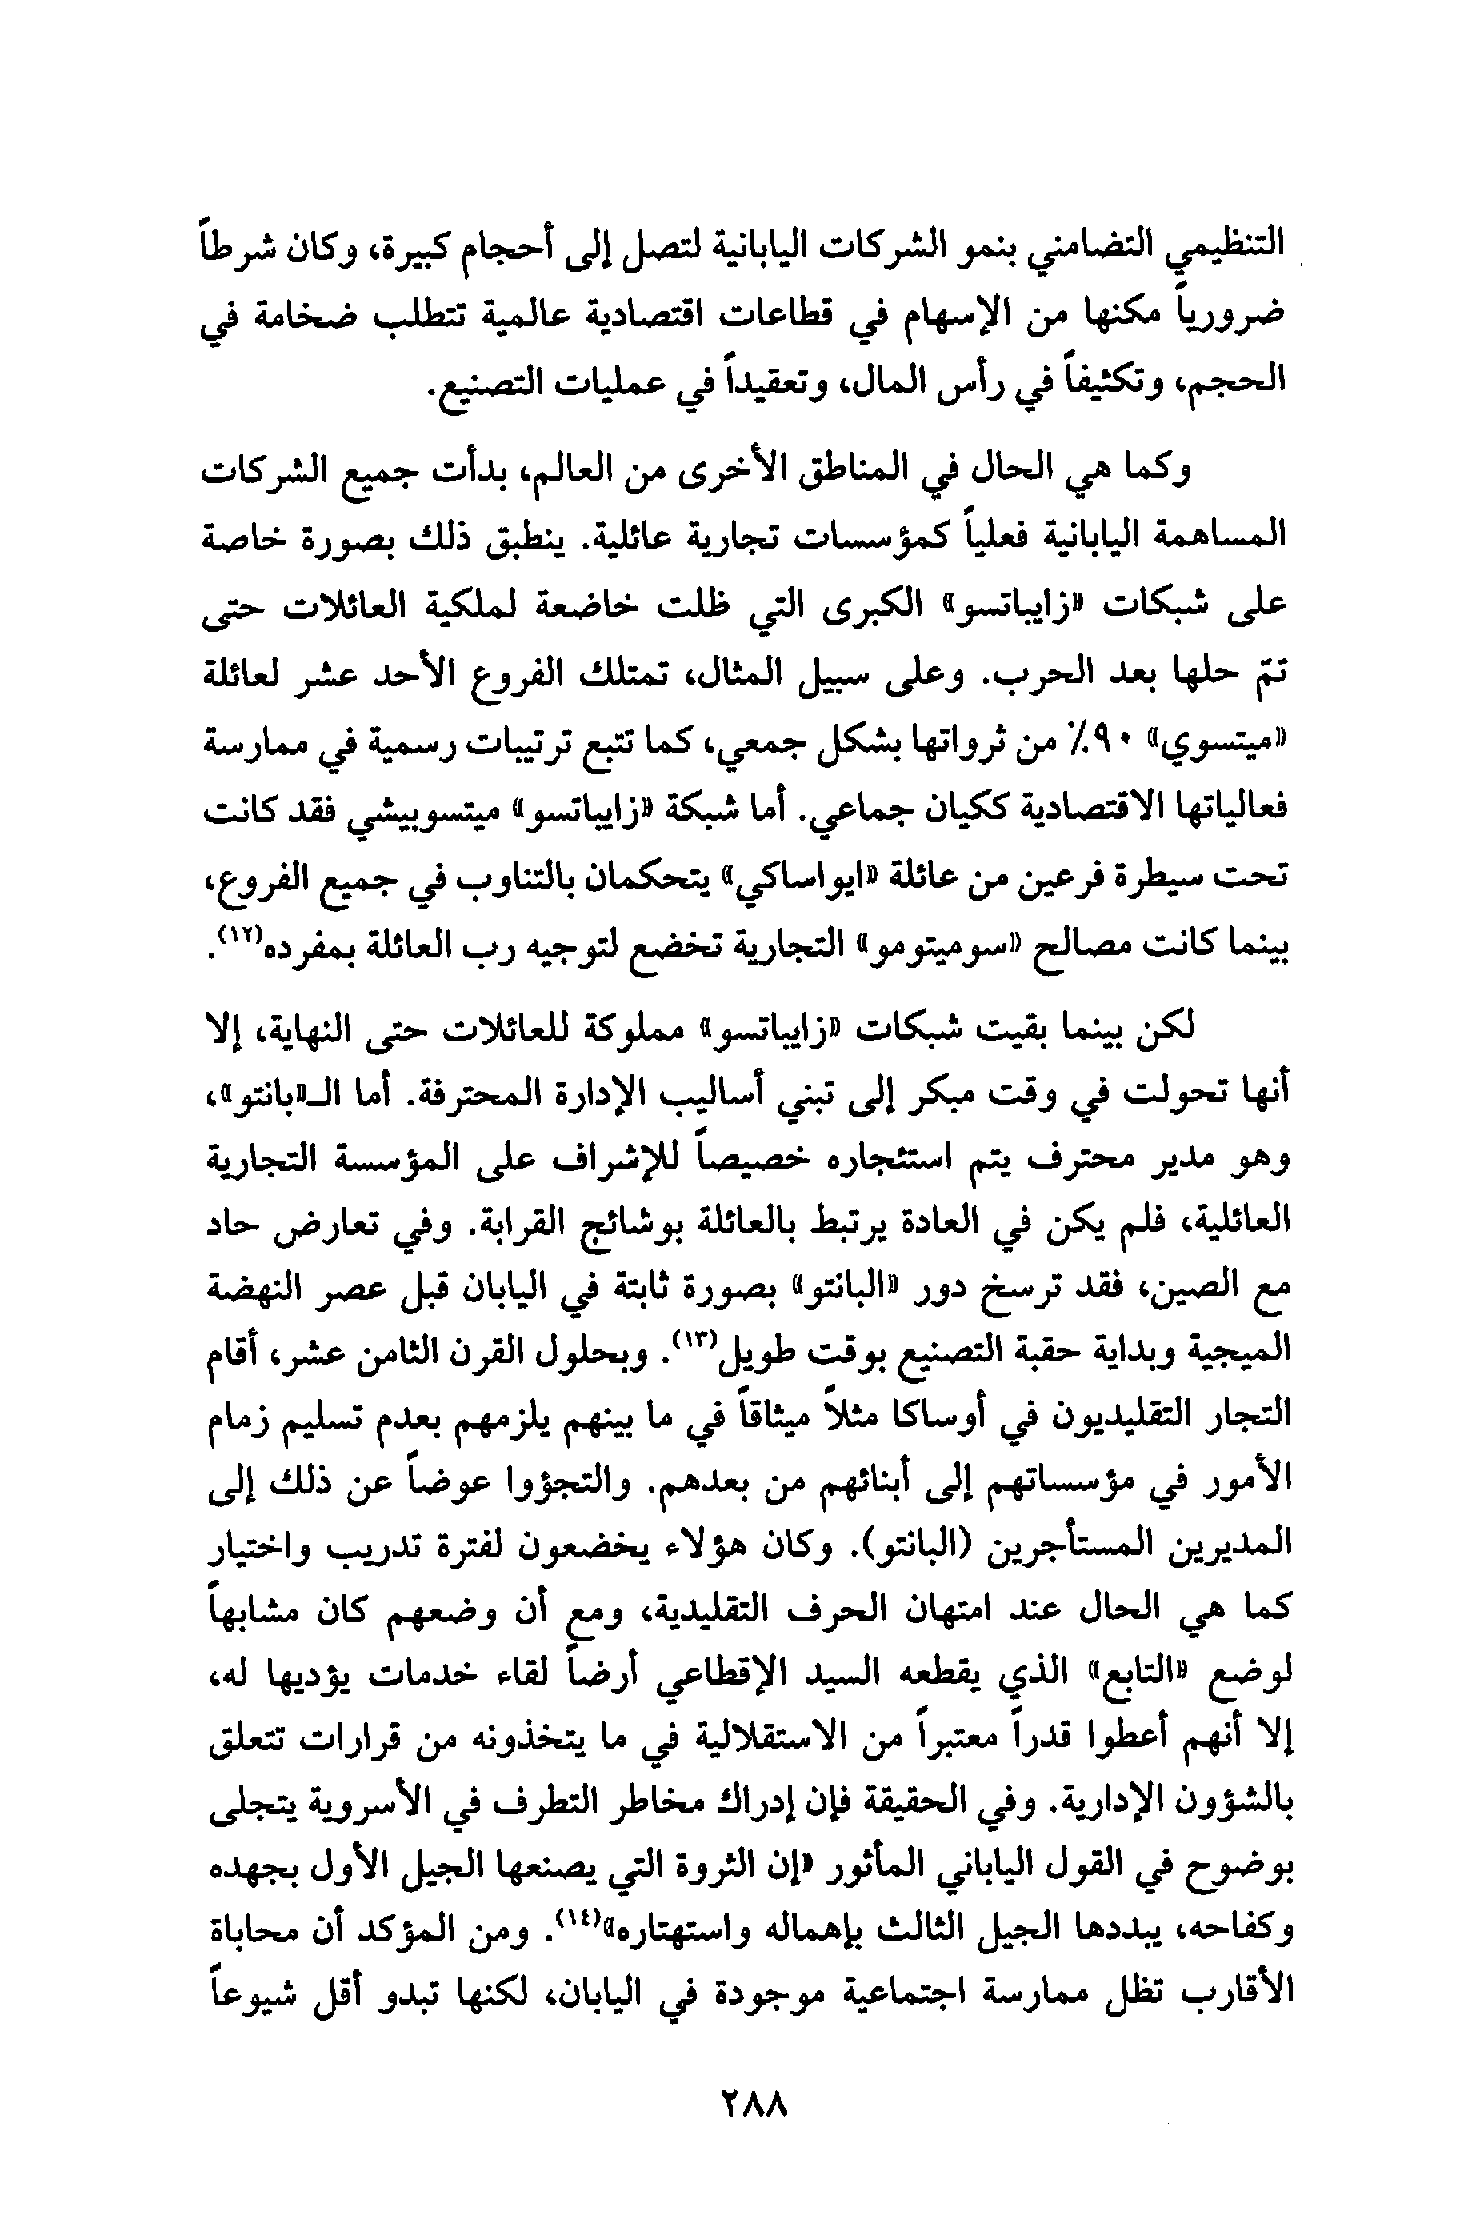 التنظيمي التضامني بنمو الشركات اليابانية لتصل إلى أحجام كبيرة، وكان شرطاً
ضرورياً مكنها من الإسهام في قطاعات اقتصادية عالمية تتطلب ضخامة في
الحجم، وتكثيفاً في رأس المال، وتعقيداً في عمليات التصنيع.
وكما هي الحال في المناطق الأخرى من العالم، بدأت جميع الشركات
المساهمة اليابانية فعلياً كمؤسسات تجارية عائلية. ينطبق ذلك بصورة خاصة
على شبكات «زايباتسو» الكبرى التي ظلت خاضعة لملكية العائلات حتى
تمّ حلها بعد الحرب. وعلى سبيل المثال، تمتلك الفروع الأحد عشر لعائلة
«ميتسوي» ٩٠٪ من ثرواتها بشكل جمعي، كما تتبع ترتيبات رسمية في ممارسة
فعالياتها الاقتصادية ككيان جماعي. أما شبكة «زايباتسو» ميتسوبيشي فقد كانت
تحت سيطرة فرعين من عائلة «ايواساكي» يتحكمان بالتناوب في جميع الفروع،
بينما كانت مصالح «سوميتومو» التجارية تخضع لتوجيه رب العائلة بمفرده(١٢).
لكن بينما بقيت شبكات «زايباتسو» مملوكة للعائلات حتى النهاية، إلا
أنها تحولت في وقت مبكر إلى تبني أساليب الإدارة المحترفة. أما الـ«بانتو»،
وهو مدير محترف يتم استئجاره خصيصاً للإشراف على المؤسسة التجارية
العائلية، فلم يكن في العادة يرتبط بالعائلة بوشائج القرابة. وفي تعارض حاد
مع الصين، فقد ترسخ دور «البانتو» بصورة ثابتة في اليابان قبل عصر النهضة
الميجية وبداية حقبة التصنيع بوقت طويل(١٣). وبحلول القرن الثامن عشر، أقام
التجار التقليديون في أوساكا مثلاً ميثاقاً في ما بينهم يلزمهم بعدم تسليم زمام
الأمور في مؤسساتهم إلى أبنائهم من بعدهم. والتجؤوا عوضاً عن ذلك إلى
المديرين المستأجرين (البانتو). وكان هؤلاء يخضعون لفترة تدريب واختيار
كما هي الحال عند امتهان الحرف التقليدية، ومع أن وضعهم كان مشابهاً
لوضع «التابع» الذي يقطعه السيد الإقطاعي أرضاً لقاء خدمات يؤديها له،
إلا أنهم أعطوا قدراً معتبراً من الاستقلالية في ما يتخذونه من قرارات تتعلق
بالشؤون الإدارية. وفي الحقيقة فإن إدراك مخاطر التطرف في الأسروية يتجلى
بوضوح في القول الياباني المأثور «إن الثروة التي يصنعها الجيل الأول بجهده
وكفاحه، يبددها الجيل الثالث بإهماله واستهتاره»(١٤). ومن المؤكد أن محاباة
الأقارب تظل ممارسة اجتماعية موجودة في اليابان، لكنها تبدو أقل شيوعاً
٢٨٨